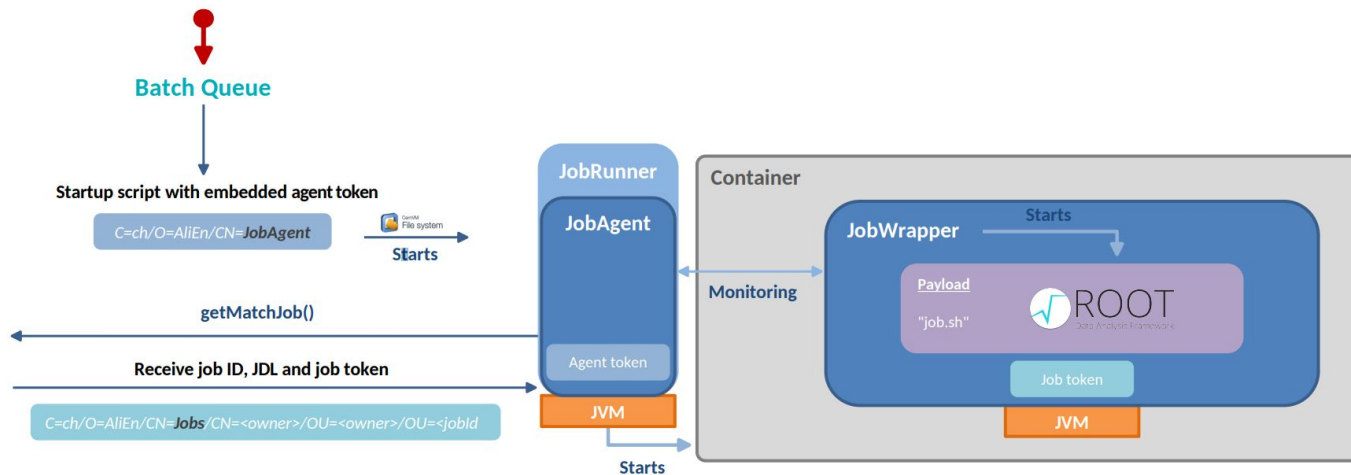 Batch Queue
Startup script with embedded agent token
C=ch/O=AliEn/CN=JobAgent
CernVM
File system
Starts
getMatchJob()
Receive job ID, JDL and job token
C=ch/O=AliEn/CN=Jobs/CN=<owner>/OU=<owner>/OU=<jobId
JobRunner
JobAgent
Agent token
JVM
Starts
Monitoring
Container
Starts
JobWrapper
Payload
"job.sh"
ROOT
Data Analysis Framework
Job token
JVM